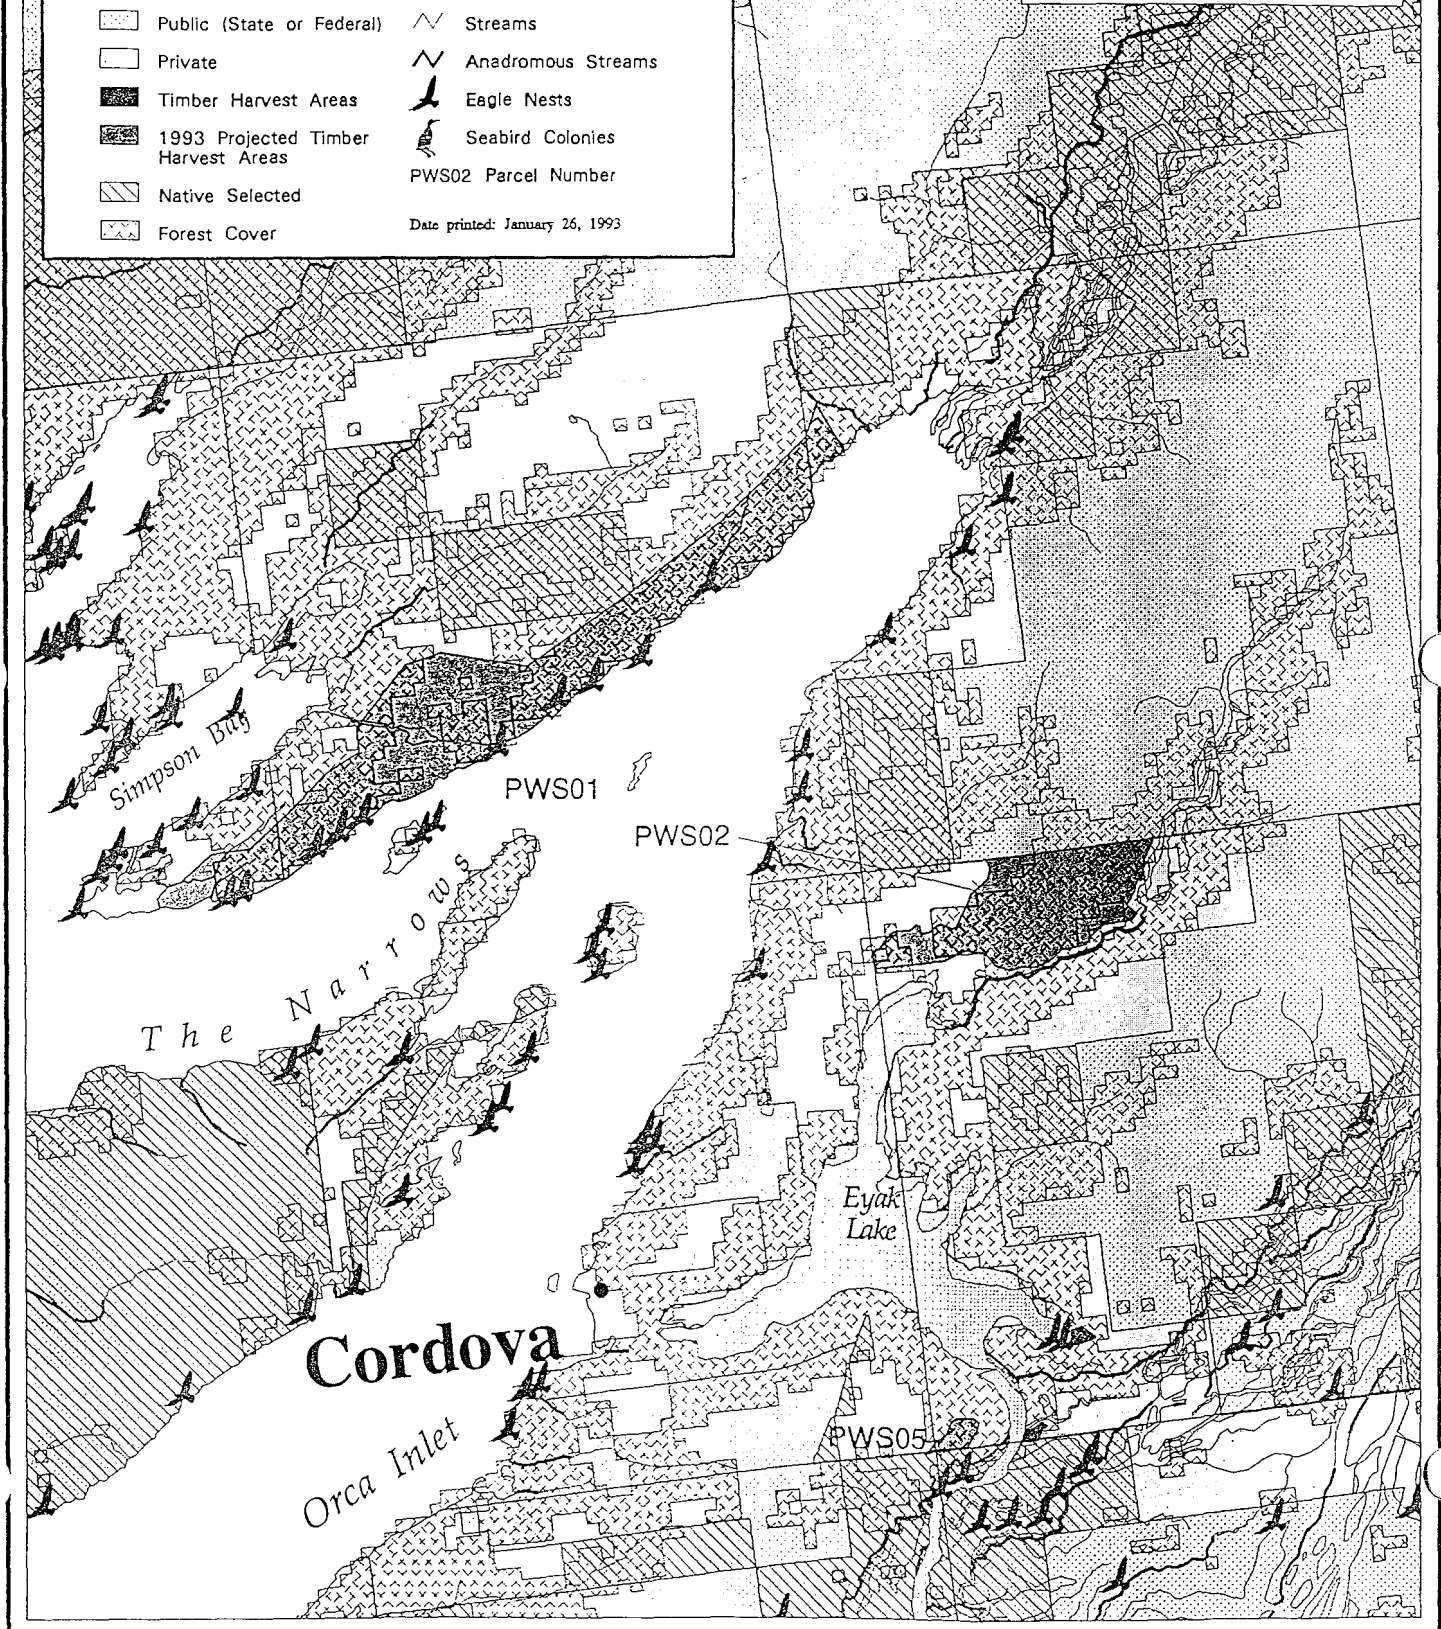 Public (State or Federal)
Private
Timber Harvest Areas
1993 Projected Timber
Harvest Areas
Native Selected
Forest Cover
Streams
Anadromous Streams
Eagle Nests
Seabird Colonies
PWS02 Parcel Number
Date printed: January 26, 1993
Simpson Bay
PWS01
PWS02
The Narrows
Eyak
Lake
Cordova
Orca Inlet
PWS05